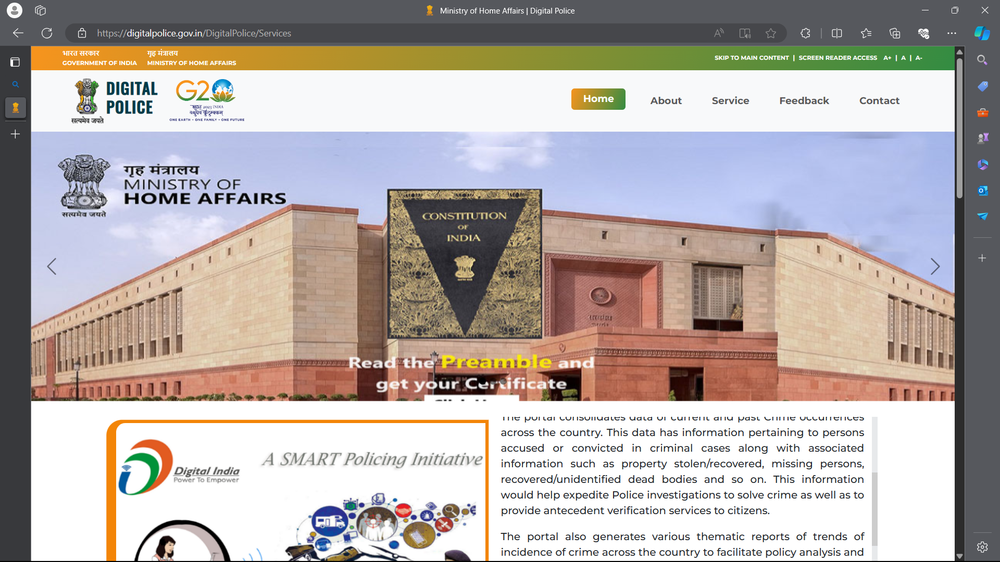 Ministry of Home Affairs | Digital Police
https://digitalpolice.gov.in/DigitalPolice/Services
भारत सरकार
GOVERNMENT OF INDIA
गृह मंत्रालय
MINISTRY OF HOME AFFAIRS
SKIP TO MAIN CONTENT | SCREEN READER ACCESS A+ | A | A-
DIGITAL
POLICE
सत्यमेव जयते
G20
भारत 2023 INDIA
वसुधैव कुटुम्बकम्
ONE EARTH • ONE FAMILY • ONE FUTURE
Home
About
Service
Feedback
Contact
गृह मंत्रालय
MINISTRY OF
HOME AFFAIRS
सत्यमेव जयते
CONSTITUTION
OF
INDIA
Read the Preamble and
get your Certificate
Digital India
Power To Empower
A SMART Policing Initiative
The portal consolidates data of current and past Crime occurrences
across the country. This data has information pertaining to persons
accused or convicted in criminal cases along with associated
information such as property stolen/recovered, missing persons,
recovered/unidentified dead bodies and so on. This information
would help expedite Police investigations to solve crime as well as to
provide antecedent verification services to citizens.
The portal also generates various thematic reports of trends of
incidence of crime across the country to facilitate policy analysis and